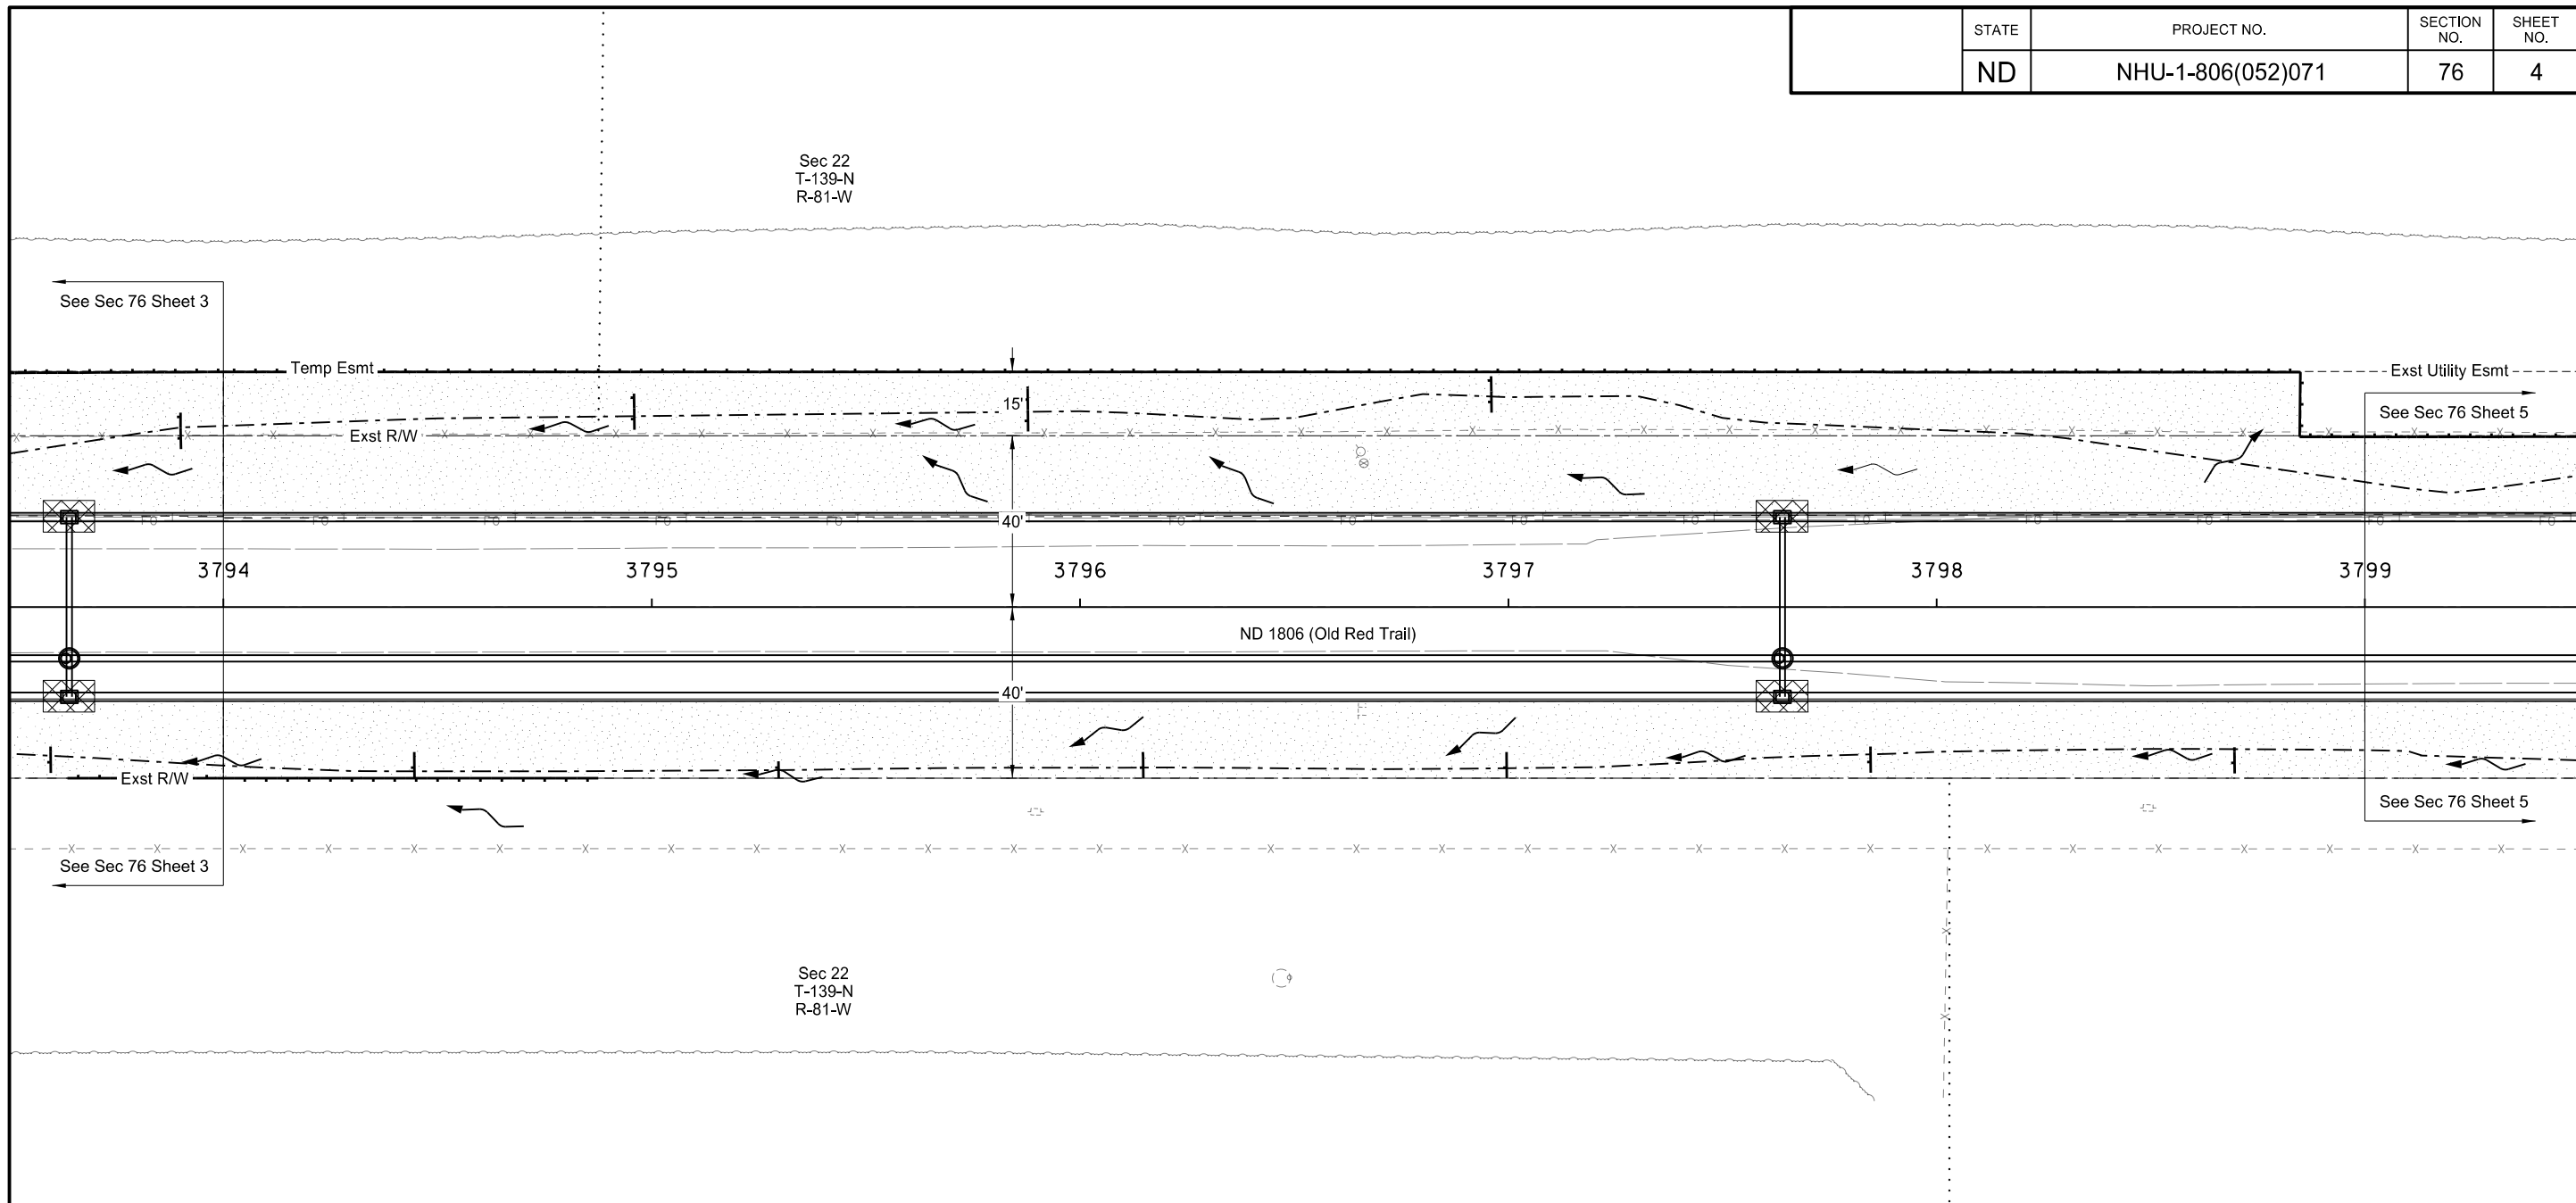 STATE
PROJECT NO.
SECTION NO.
SHEET NO.
ND
NHU-1-806(052)071
76
4
Sec 22
T-139-N
R-81-W
See Sec 76 Sheet 3
Temp Esmt
Exst Utility Esmt
15'
See Sec 76 Sheet 5
Exst R/W
40'
3794
3795
3796
3797
3798
3799
ND 1806 (Old Red Trail)
40'
Exst R/W
See Sec 76 Sheet 5
See Sec 76 Sheet 3
Sec 22
T-139-N
R-81-W